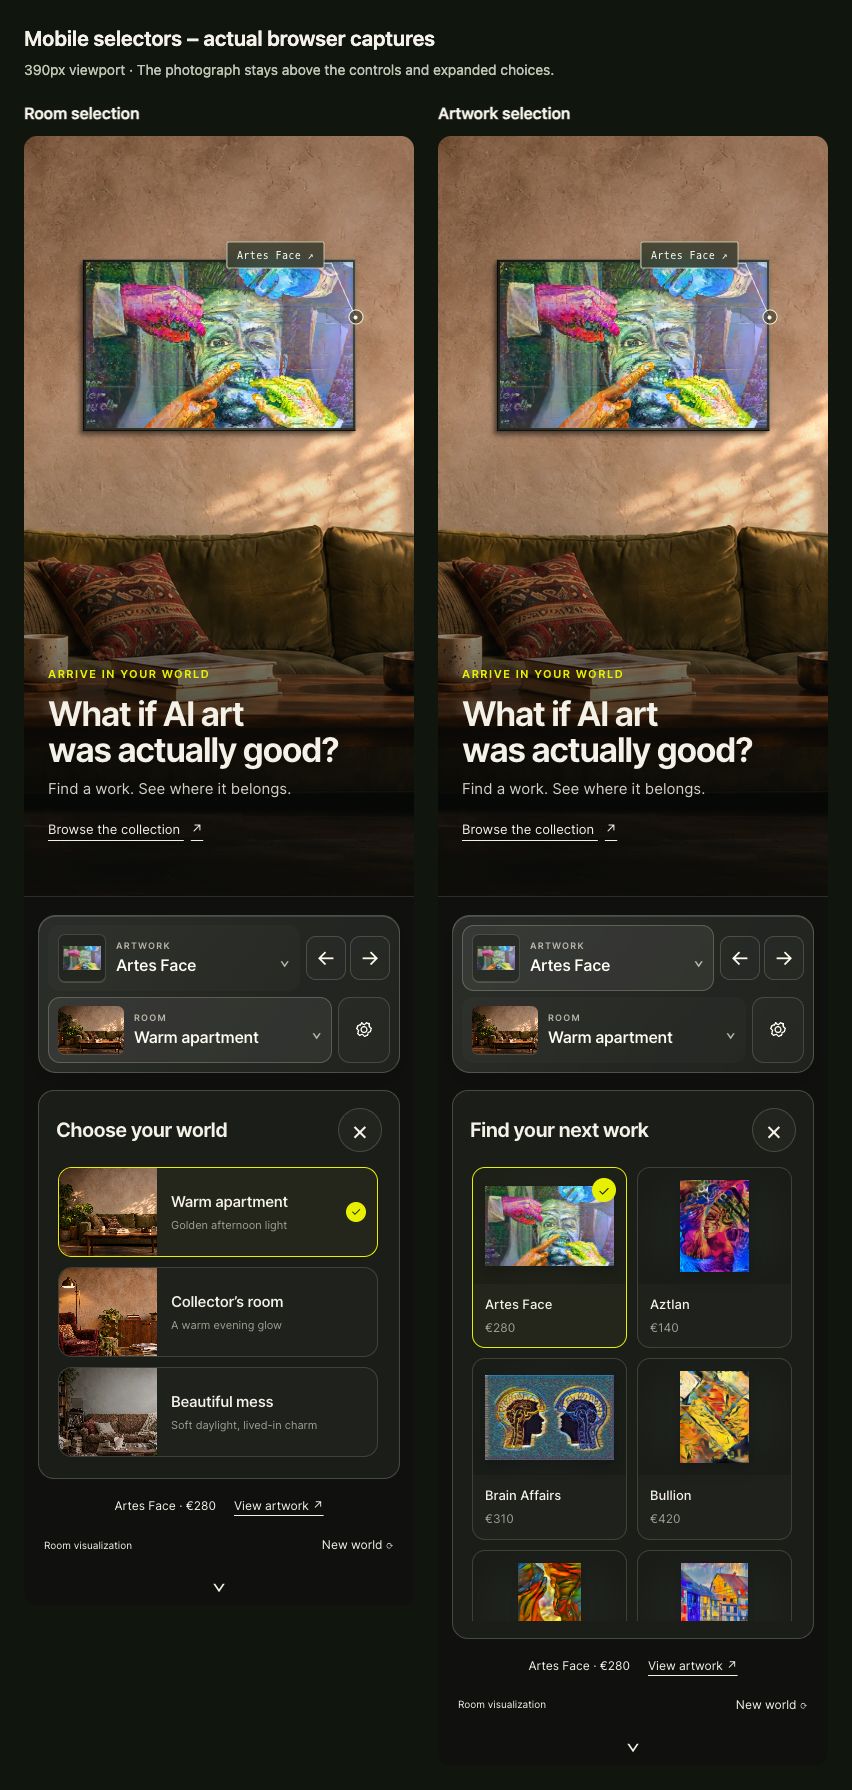 Mobile selectors – actual browser captures
390px viewport · The photograph stays above the controls and expanded choices.
Room selection
Artes Face ↗
ARRIVE IN YOUR WORLD
What if AI art
was actually good?
Find a work. See where it belongs.
Browse the collection ↗
ARTWORK
Artes Face
ROOM
Warm apartment
Choose your world
Warm apartment
Golden afternoon light
Collector's room
A warm evening glow
Beautiful mess
Soft daylight, lived-in charm
Artes Face · €280 View artwork ↗
Room visualization New world
Artwork selection
Artes Face ↗
ARRIVE IN YOUR WORLD
What if AI art
was actually good?
Find a work. See where it belongs.
Browse the collection ↗
ARTWORK
Artes Face
ROOM
Warm apartment
Find your next work
Artes Face
€280
Aztlan
€140
Brain Affairs
€310
Bullion
€420
Artes Face · €280 View artwork ↗
Room visualization New world